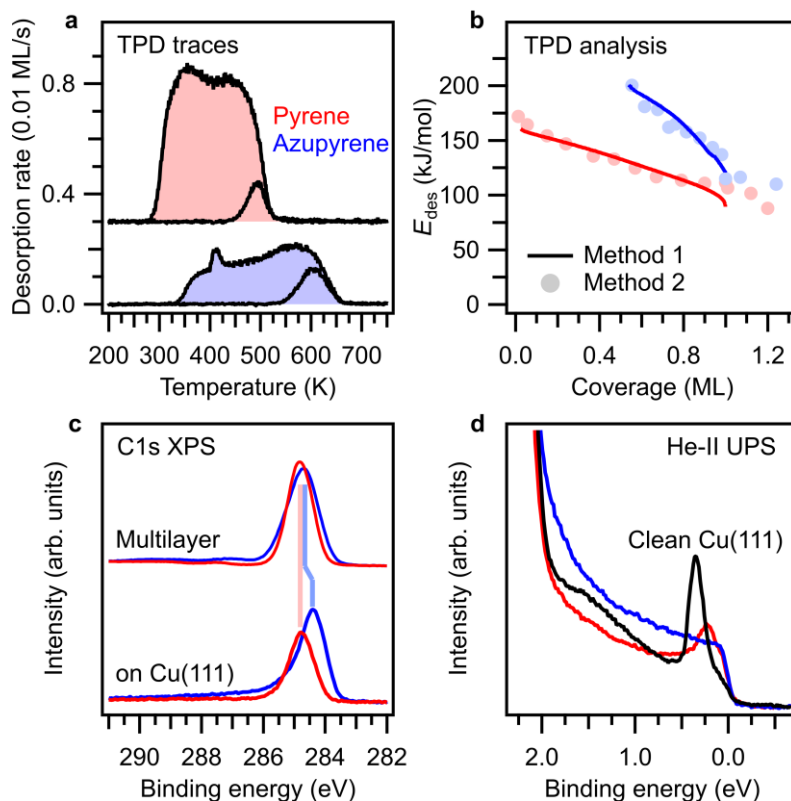 a
TPD traces
Pyrene
Azupyrene
0.8
0.4
0.0
Desorption rate (0.01 ML/s)
200 300 400 500 600 700
Temperature (K)
b
TPD analysis
200
150
100
50
0
E_des (kJ/mol)
Method 1
Method 2
0.0 0.4 0.8 1.2
Coverage (ML)
c
C1s XPS
Multilayer
on Cu(111)
Intensity (arb. units)
290 288 286 284 282
Binding energy (eV)
d
He-II UPS
Clean Cu(111)
Intensity (arb. units)
2.0 1.0 0.0
Binding energy (eV)